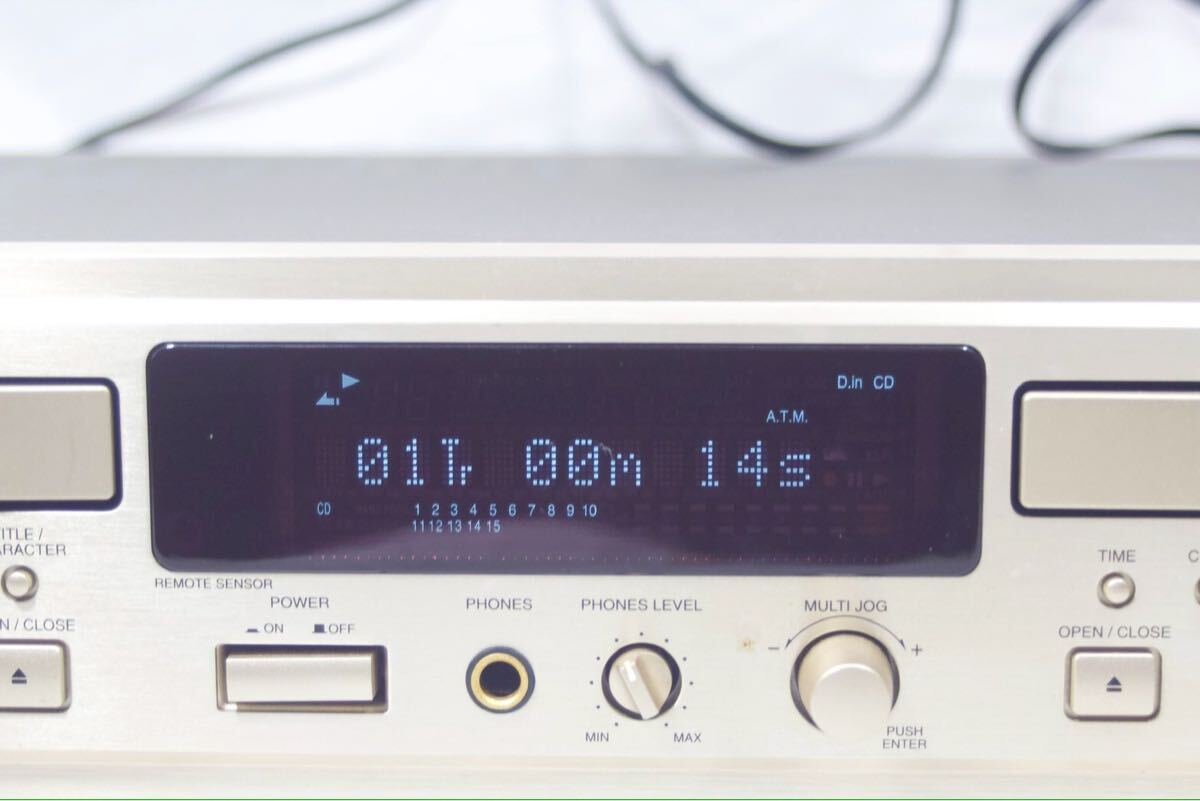 D.in CD
A.T.M.
01Tr 00m 14s
CD 1 2 3 4 5 6 7 8 9 10
11 12 13 14 15
REMOTE SENSOR
POWER
ON OFF
PHONES
PHONES LEVEL
MIN MAX
MULTI JOG
− +
PUSH
ENTER
TIME
OPEN / CLOSE
/ CLOSE